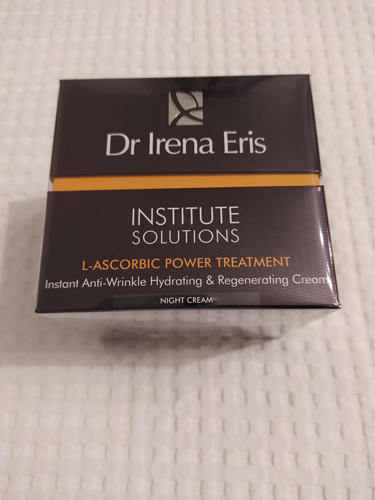 Dr Irena Eris
INSTITUTE
SOLUTIONS
L-ASCORBIC POWER TREATMENT
Instant Anti-Wrinkle Hydrating & Regenerating Cream
NIGHT CREAM